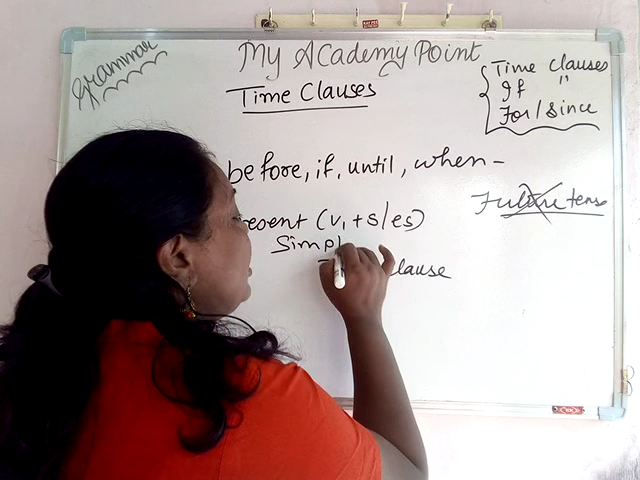 Grammar
My Academy Point
Time Clauses
Time clauses
If "
For/since
before, if, until, when -
Future tense
resent (V1 + s/es)
Simpl
Clause